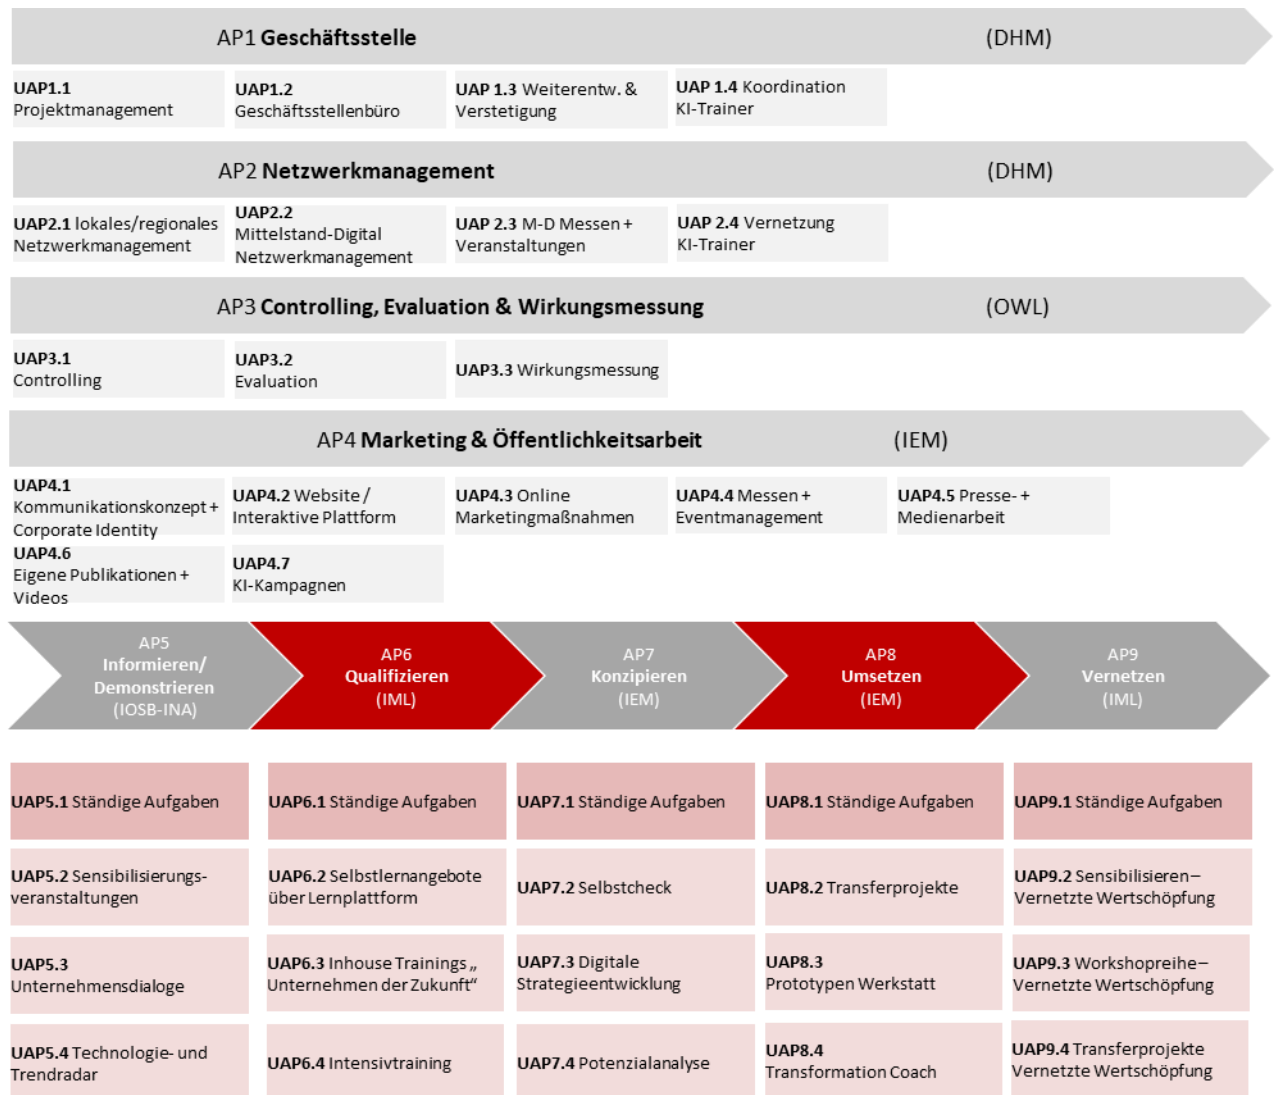 AP1 Geschäftsstelle (DHM)
UAP1.1
Projektmanagement
UAP1.2
Geschäftsstellenbüro
UAP 1.3 Weiterentw. &
Verstetigung
UAP 1.4 Koordination
KI-Trainer
AP2 Netzwerkmanagement (DHM)
UAP2.1 lokales/regionales
Netzwerkmanagement
UAP2.2
Mittelstand-Digital
Netzwerkmanagement
UAP 2.3 M-D Messen +
Veranstaltungen
UAP 2.4 Vernetzung
KI-Trainer
AP3 Controlling, Evaluation & Wirkungsmessung (OWL)
UAP3.1
Controlling
UAP3.2
Evaluation
UAP3.3 Wirkungsmessung
AP4 Marketing & Öffentlichkeitsarbeit (IEM)
UAP4.1
Kommunikationskonzept +
Corporate Identity
UAP4.2 Website /
Interaktive Plattform
UAP4.3 Online
Marketingmaßnahmen
UAP4.4 Messen +
Eventmanagement
UAP4.5 Presse- +
Medienarbeit
UAP4.6
Eigene Publikationen +
Videos
UAP4.7
KI-Kampagnen
AP5
Informieren/
Demonstrieren
(IOSB-INA)
AP6
Qualifizieren
(IML)
AP7
Konzipieren
(IEM)
AP8
Umsetzen
(IEM)
AP9
Vernetzen
(IML)
UAP5.1 Ständige Aufgaben
UAP6.1 Ständige Aufgaben
UAP7.1 Ständige Aufgaben
UAP8.1 Ständige Aufgaben
UAP9.1 Ständige Aufgaben
UAP5.2 Sensibilisierungs-
veranstaltungen
UAP6.2 Selbstlernangebote
über Lernplattform
UAP7.2 Selbstcheck
UAP8.2 Transferprojekte
UAP9.2 Sensibilisieren–
Vernetzte Wertschöpfung
UAP5.3
Unternehmensdialoge
UAP6.3 Inhouse Trainings „
Unternehmen der Zukunft“
UAP7.3 Digitale
Strategieentwicklung
UAP8.3
Prototypen Werkstatt
UAP9.3 Workshopreihe–
Vernetzte Wertschöpfung
UAP5.4 Technologie- und
Trendradar
UAP6.4 Intensivtraining
UAP7.4 Potenzialanalyse
UAP8.4
Transformation Coach
UAP9.4 Transferprojekte
Vernetzte Wertschöpfung